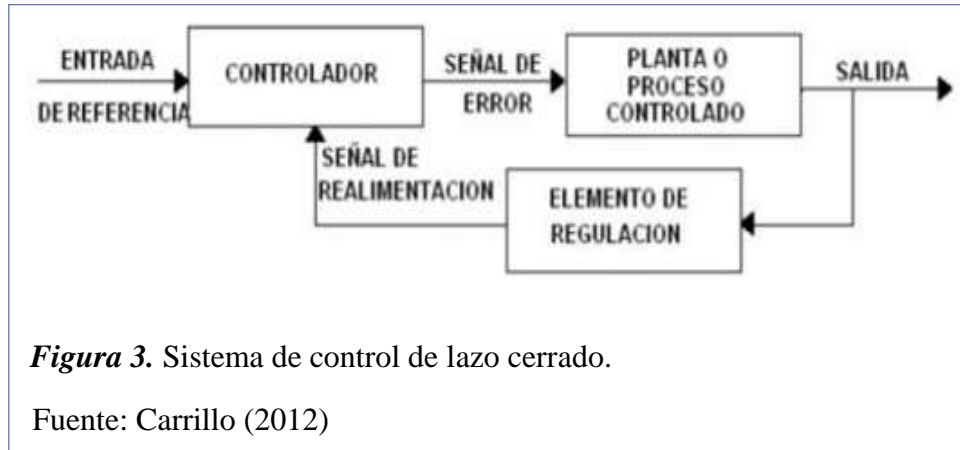 ENTRADA
DE REFERENCIA
CONTROLADOR
SEÑAL DE
ERROR
PLANTA O
PROCESO
CONTROLADO
SALIDA
SEÑAL DE
REALIMENTACION
ELEMENTO DE
REGULACION
Figura 3. Sistema de control de lazo cerrado.
Fuente: Carrillo (2012)